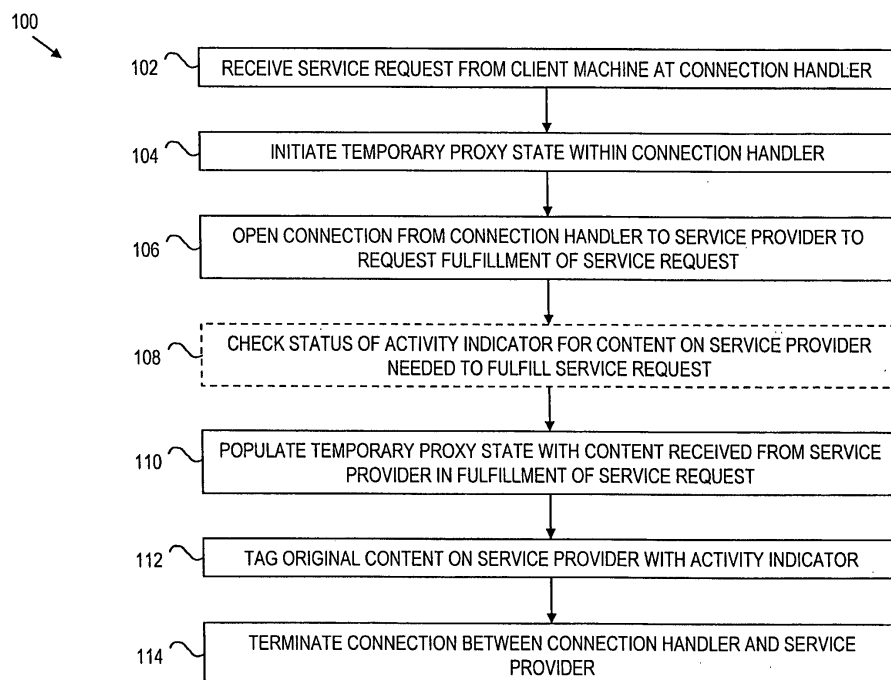 100
102 RECEIVE SERVICE REQUEST FROM CLIENT MACHINE AT CONNECTION HANDLER
104 INITIATE TEMPORARY PROXY STATE WITHIN CONNECTION HANDLER
106 OPEN CONNECTION FROM CONNECTION HANDLER TO SERVICE PROVIDER TO
REQUEST FULFILLMENT OF SERVICE REQUEST
108 CHECK STATUS OF ACTIVITY INDICATOR FOR CONTENT ON SERVICE PROVIDER
NEEDED TO FULFILL SERVICE REQUEST
110 POPULATE TEMPORARY PROXY STATE WITH CONTENT RECEIVED FROM SERVICE
PROVIDER IN FULFILLMENT OF SERVICE REQUEST
112 TAG ORIGINAL CONTENT ON SERVICE PROVIDER WITH ACTIVITY INDICATOR
114 TERMINATE CONNECTION BETWEEN CONNECTION HANDLER AND SERVICE
PROVIDER